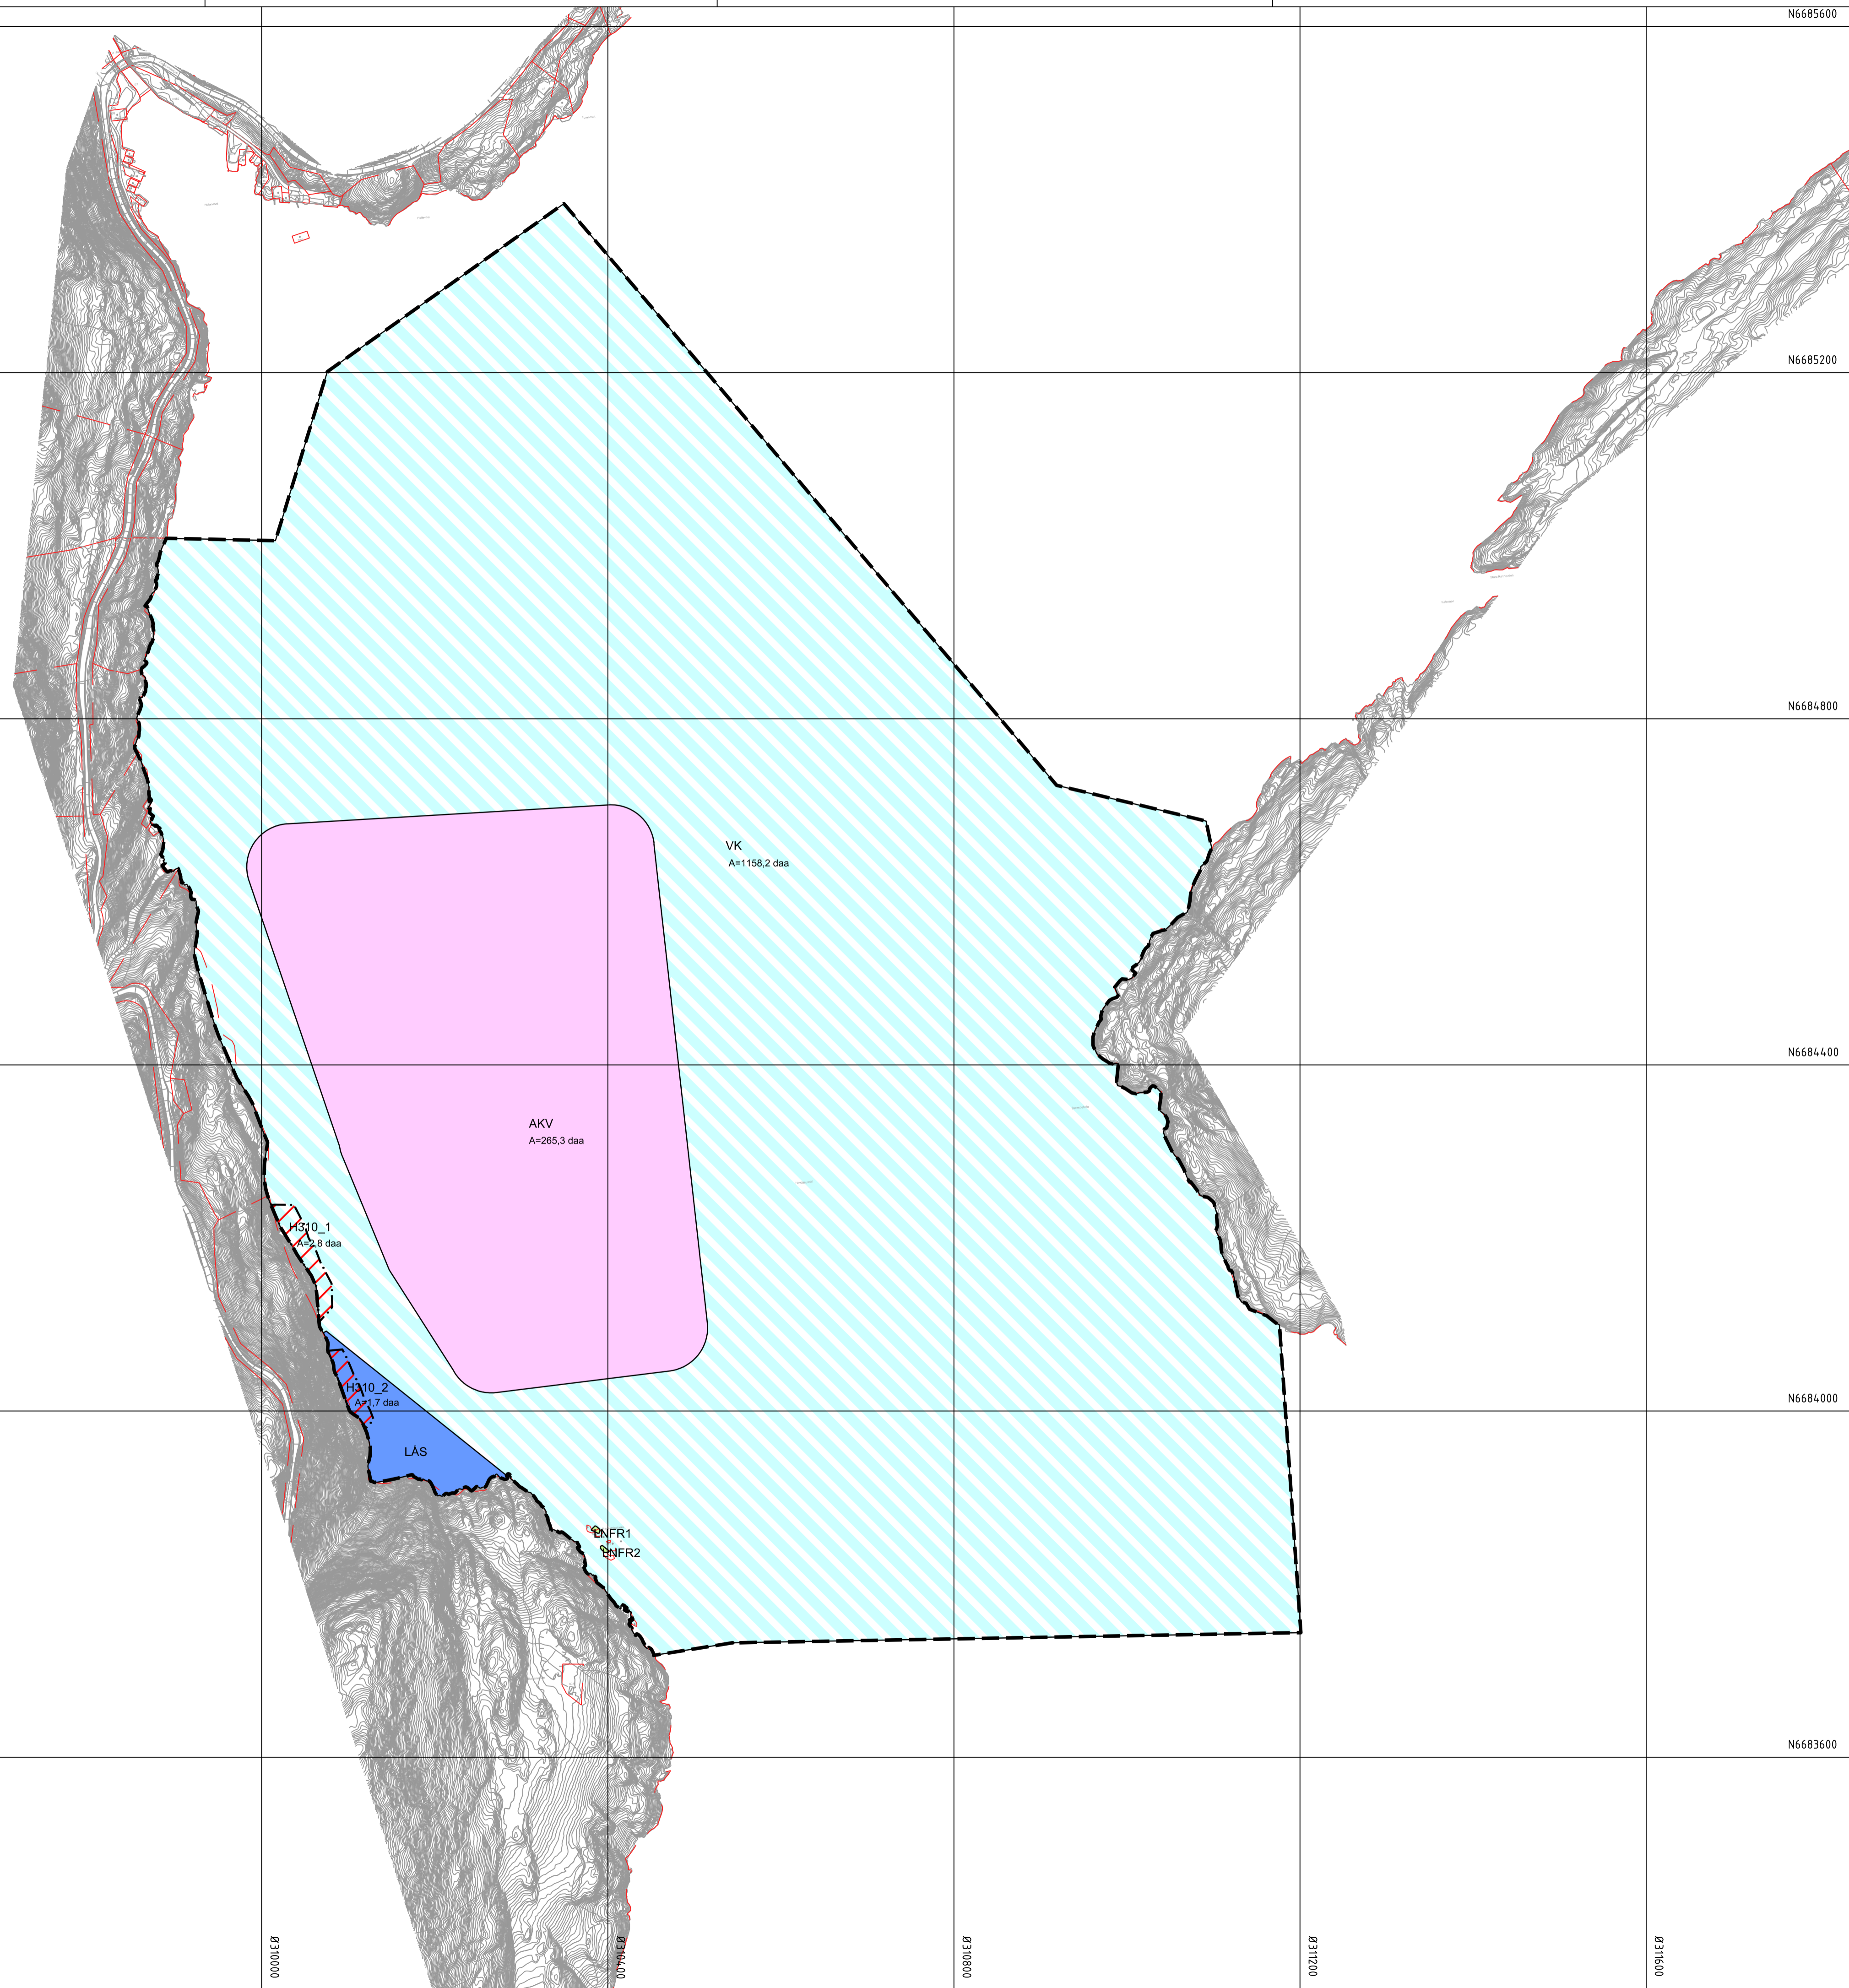 N6685600
N6685200
N6684800
VK
A=1158,2 daa
N6684400
AKV
A=265,3 daa
H310_1
A=2,8 daa
H310_2
A=1,7 daa
N6684000
LÅS
LNFR1
LNFR2
N6683600
Ø310000
Ø310400
Ø310800
Ø311200
Ø311600